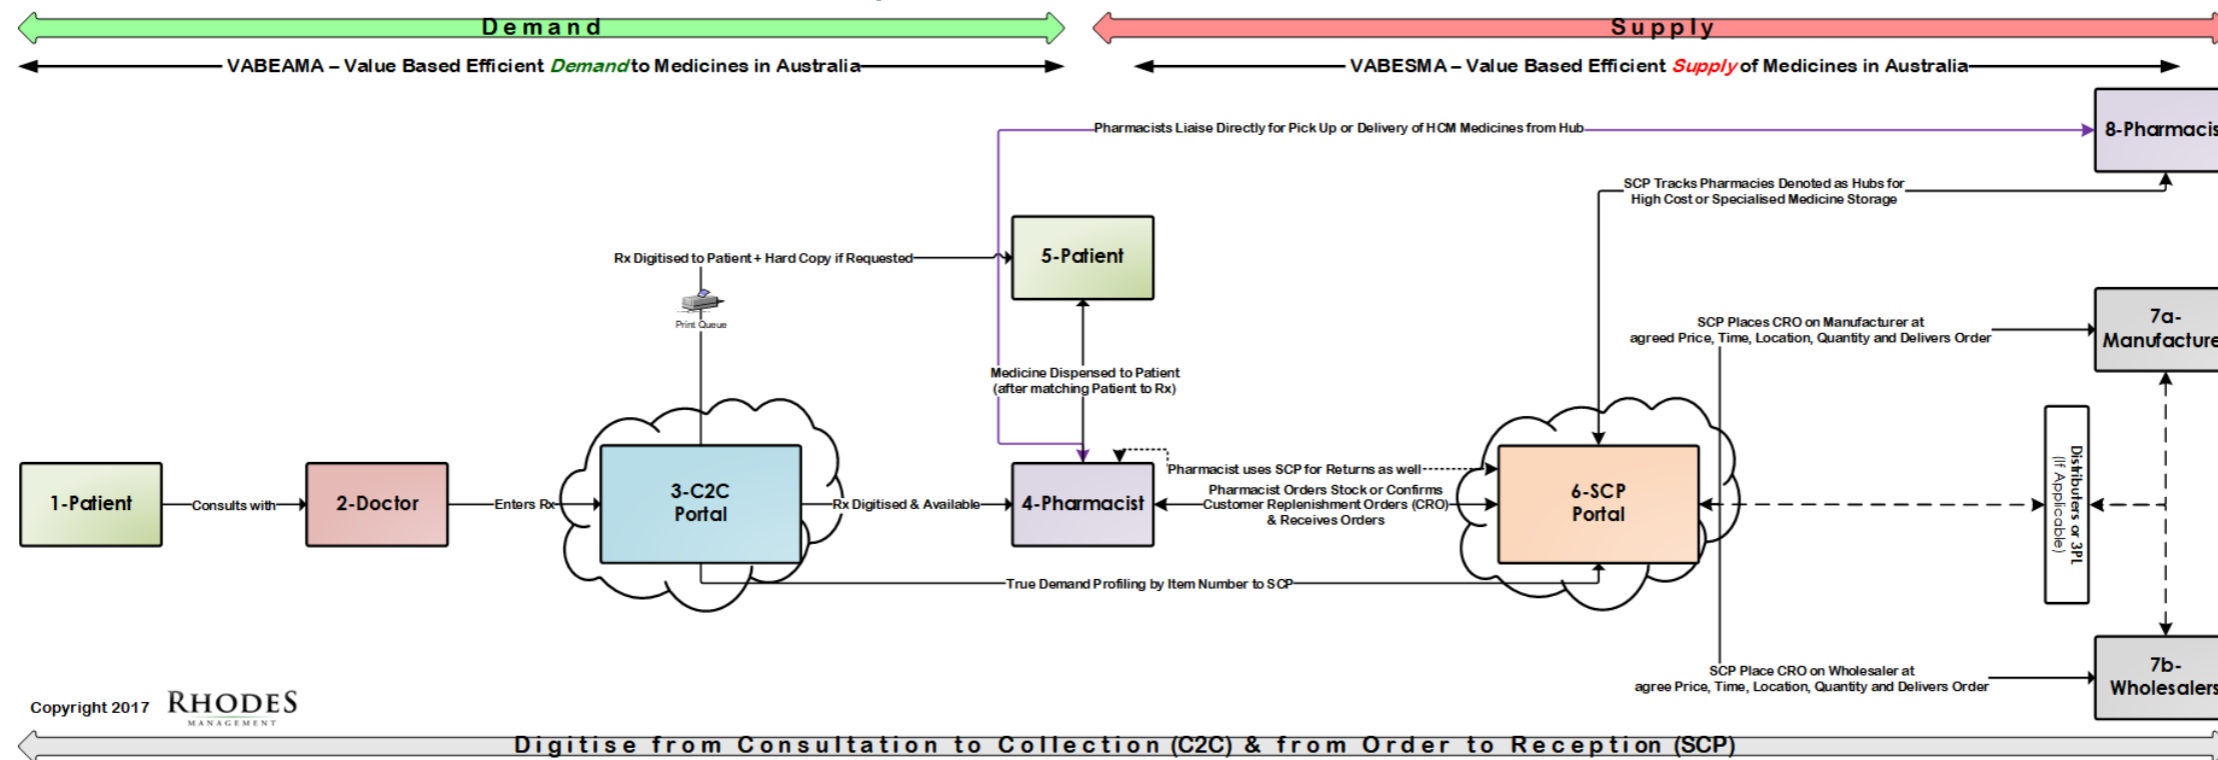 Demand
Supply
VABEAMA – Value Based Efficient Demand to Medicines in Australia
VABESMA – Value Based Efficient Supply of Medicines in Australia
Pharmacists Liaise Directly for Pick Up or Delivery of HCM Medicines from Hub
8-Pharmacis
SCP Tracks Pharmacies Denoted as Hubs for
High Cost or Specialised Medicine Storage
Rx Digitised to Patient + Hard Copy if Requested
5-Patient
Print Queue
SCP Places CRO on Manufacturer at
agreed Price, Time, Location, Quantity and Delivers Order
7a-
Manufacture
Medicine Dispensed to Patient
(after matching Patient to Rx)
1-Patient
Consults with
2-Doctor
Enters Rx
3-C2C
Portal
Rx Digitised & Available
4-Pharmacist
Pharmacist uses SCP for Returns as well
Pharmacist Orders Stock or Confirms
Customer Replenishment Orders (CRO)
& Receives Orders
6-SCP
Portal
Distributers or 3PL
(If Applicable)
True Demand Profiling by Item Number to SCP
SCP Place CRO on Wholesaler at
agree Price, Time, Location, Quantity and Delivers Order
7b-
Wholesalers
Copyright 2017
RHODES
MANAGEMENT
Digitise from Consultation to Collection (C2C) & from Order to Reception (SCP)